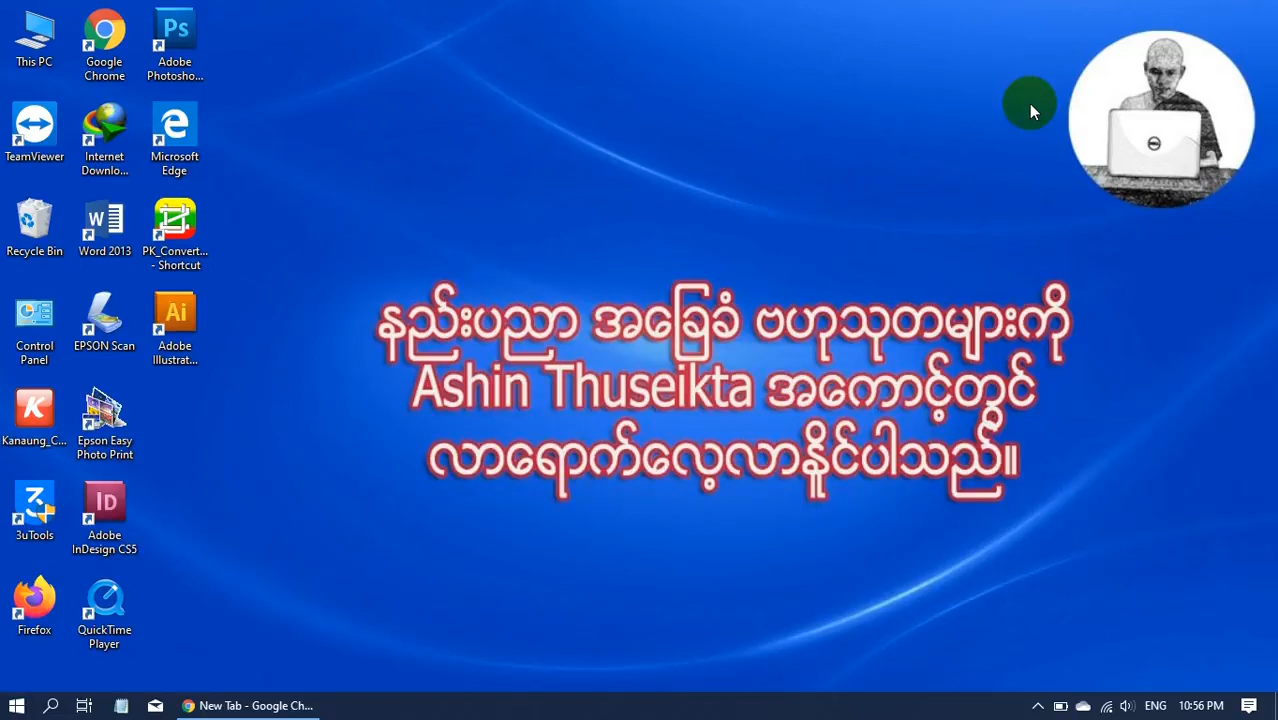 This PC
Google
Chrome
Ps
Adobe
Photosho...
TeamViewer
Internet
Downlo...
Microsoft
Edge
Recycle Bin
W
Word 2013
PK_Convert...
- Shortcut
Control
Panel
EPSON Scan
Ai
Adobe
Illustrat...
K
Kanaung_C...
Epson Easy
Photo Print
3uTools
Id
Adobe
InDesign CS5
Firefox
QuickTime
Player
နည်းပညာ အခြေခံ ဗဟုသုတများကို
Ashin Thuseikta အကောင့်တွင်
လာရောက်လေ့လာနိူင်ပါသည်။
New Tab - Google Ch...
ENG
10:56 PM